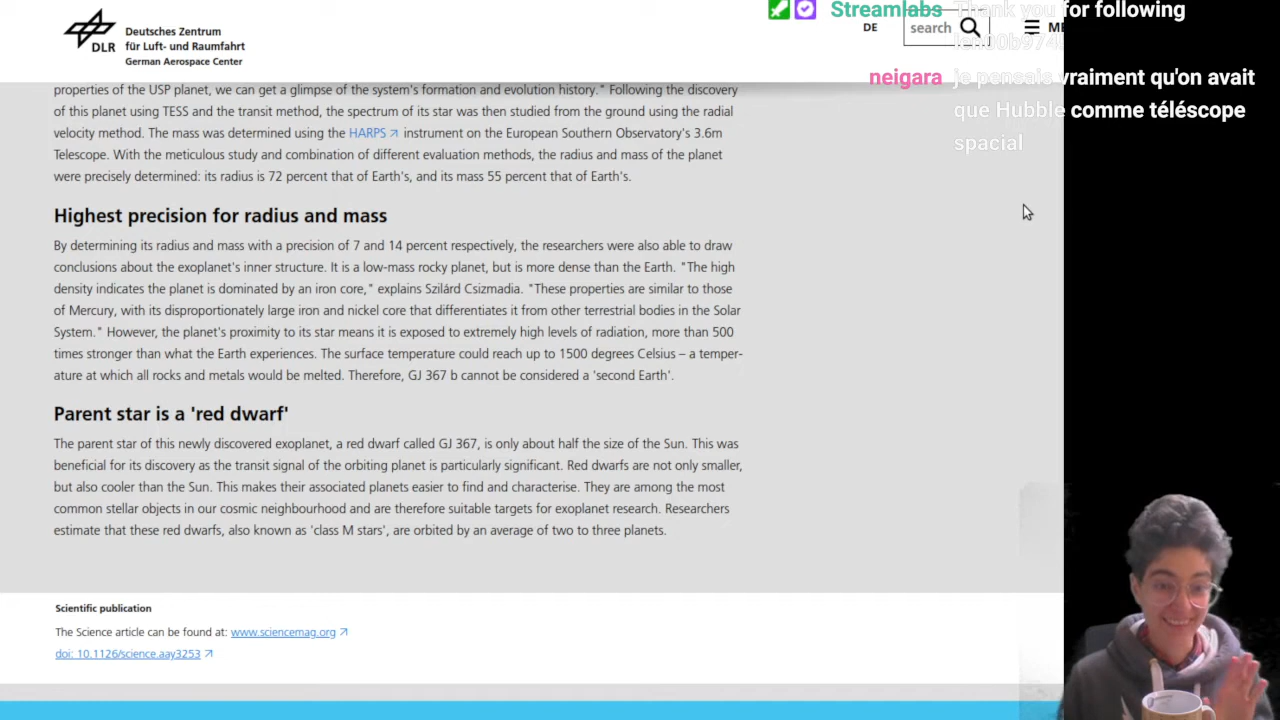 Deutsches Zentrum
für Luft- und Raumfahrt
German Aerospace Center
DLR
DE
search
Streamlabs Thank you for following
neigara je pensais vraiment qu'on avait
que Hubble comme téléscope
spacial
properties of the USP planet, we can get a glimpse of the system's formation and evolution history." Following the discovery
of this planet using TESS and the transit method, the spectrum of its star was then studied from the ground using the radial
velocity method. The mass was determined using the HARPS instrument on the European Southern Observatory's 3.6m
Telescope. With the meticulous study and combination of different evaluation methods, the radius and mass of the planet
were precisely determined: its radius is 72 percent that of Earth's, and its mass 55 percent that of Earth's.
Highest precision for radius and mass
By determining its radius and mass with a precision of 7 and 14 percent respectively, the researchers were also able to draw
conclusions about the exoplanet's inner structure. It is a low-mass rocky planet, but is more dense than the Earth. "The high
density indicates the planet is dominated by an iron core," explains Szilárd Csizmadia. "These properties are similar to those
of Mercury, with its disproportionately large iron and nickel core that differentiates it from other terrestrial bodies in the Solar
System." However, the planet's proximity to its star means it is exposed to extremely high levels of radiation, more than 500
times stronger than what the Earth experiences. The surface temperature could reach up to 1500 degrees Celsius – a temper-
ature at which all rocks and metals would be melted. Therefore, GJ 367 b cannot be considered a 'second Earth'.
Parent star is a 'red dwarf'
The parent star of this newly discovered exoplanet, a red dwarf called GJ 367, is only about half the size of the Sun. This was
beneficial for its discovery as the transit signal of the orbiting planet is particularly significant. Red dwarfs are not only smaller,
but also cooler than the Sun. This makes their associated planets easier to find and characterise. They are among the most
common stellar objects in our cosmic neighbourhood and are therefore suitable targets for exoplanet research. Researchers
estimate that these red dwarfs, also known as 'class M stars', are orbited by an average of two to three planets.
Scientific publication
The Science article can be found at: www.sciencemag.org
doi: 10.1126/science.aay3253